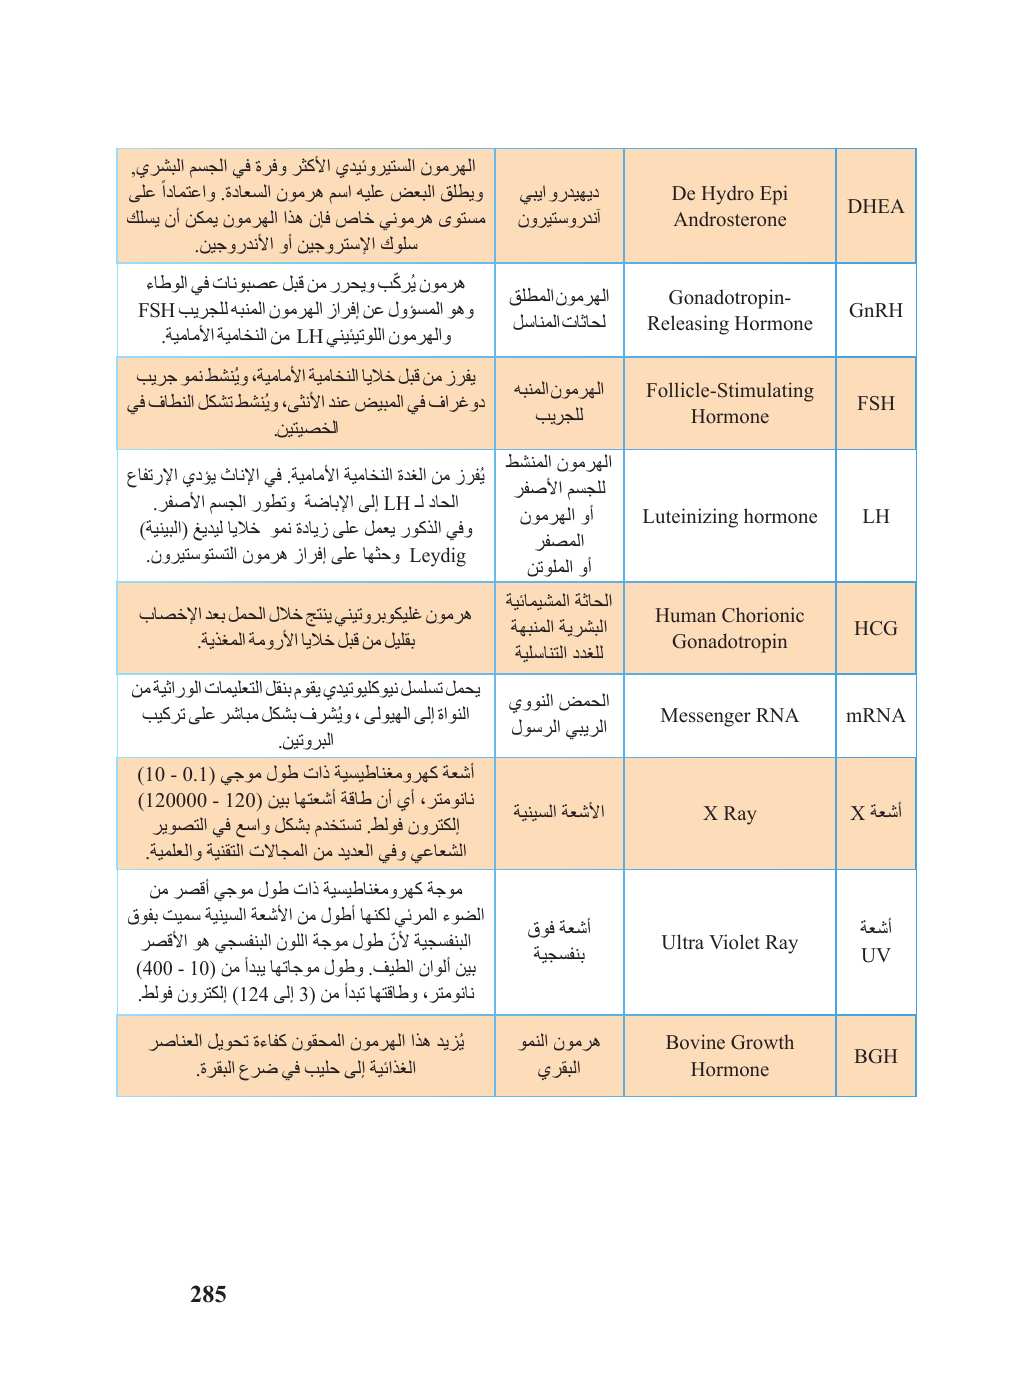 DHEA
De Hydro Epi
Androsterone
ديهيدرو ايبي
آندروستيرون
الهرمون الستيروئيدي الأكثر وفرة في الجسم البشري,
ويطلق البعض عليه اسم هرمون السعادة. واعتماداً على
مستوى هرموني خاص فإن هذا الهرمون يمكن أن يسلك
سلوك الإستروجين أو الأندروجين.
GnRH
Gonadotropin-
Releasing Hormone
الهرمون المطلق
لحاثات المناسل
هرمون يُركّب ويحرر من قبل عصبونات في الوطاء
وهو المسؤول عن إفراز الهرمون المنبه للجريب FSH
والهرمون اللوتيئيني LH من النخامية الأمامية.
FSH
Follicle-Stimulating
Hormone
الهرمون المنبه
للجريب
يفرز من قبل خلايا النخامية الأمامية، ويُنشط نمو جريب
دوغراف في المبيض عند الأنثى، ويُنشط تشكل النطاف في
الخصيتين.
LH
Luteinizing hormone
الهرمون المنشط
للجسم الأصفر
أو الهرمون
المصفر
أو الملوتن
يُفرز من الغدة النخامية الأمامية. في الإناث يؤدي الإرتفاع
الحاد لـ LH إلى الإباضة وتطور الجسم الأصفر.
وفي الذكور يعمل على زيادة نمو خلايا ليديغ (البينية)
Leydig وحثها على إفراز هرمون التستوستيرون.
HCG
Human Chorionic
Gonadotropin
الحاثة المشيمائية
البشرية المنبهة
للغدد التناسلية
هرمون غليكوبروتيني ينتج خلال الحمل بعد الإخصاب
بقليل من قبل خلايا الأرومة المغذية.
mRNA
Messenger RNA
الحمض النووي
الريبي الرسول
يحمل تسلسل نيوكليوتيدي يقوم بنقل التعليمات الوراثية من
النواة إلى الهيولى ، ويُشرف بشكل مباشر على تركيب
البروتين.
أشعة X
X Ray
الأشعة السينية
أشعة كهرومغناطيسية ذات طول موجي (0.1 - 10)
نانومتر، أي أن طاقة أشعتها بين (120 - 120000)
إلكترون فولط. تستخدم بشكل واسع في التصوير
الشعاعي وفي العديد من المجالات التقنية والعلمية.
أشعة
UV
Ultra Violet Ray
أشعة فوق
بنفسجية
موجة كهرومغناطيسية ذات طول موجي أقصر من
الضوء المرئي لكنها أطول من الأشعة السينية سميت بفوق
البنفسجية لأنّ طول موجة اللون البنفسجي هو الأقصر
بين ألوان الطيف. وطول موجاتها يبدأ من (10 - 400)
نانومتر، وطاقتها تبدأ من (3 إلى 124) إلكترون فولط.
BGH
Bovine Growth
Hormone
هرمون النمو
البقري
يُزيد هذا الهرمون المحقون كفاءة تحويل العناصر
الغذائية إلى حليب في ضرع البقرة.
285